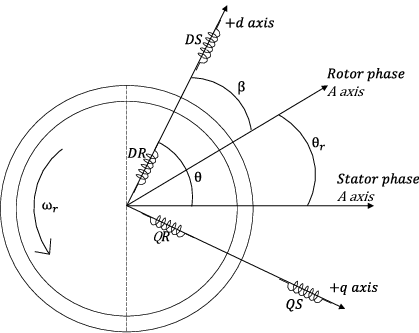 DS
+d axis
β
Rotor phase
A axis
DR
θ
θr
Stator phase
A axis
ωr
QR
QS
+q axis